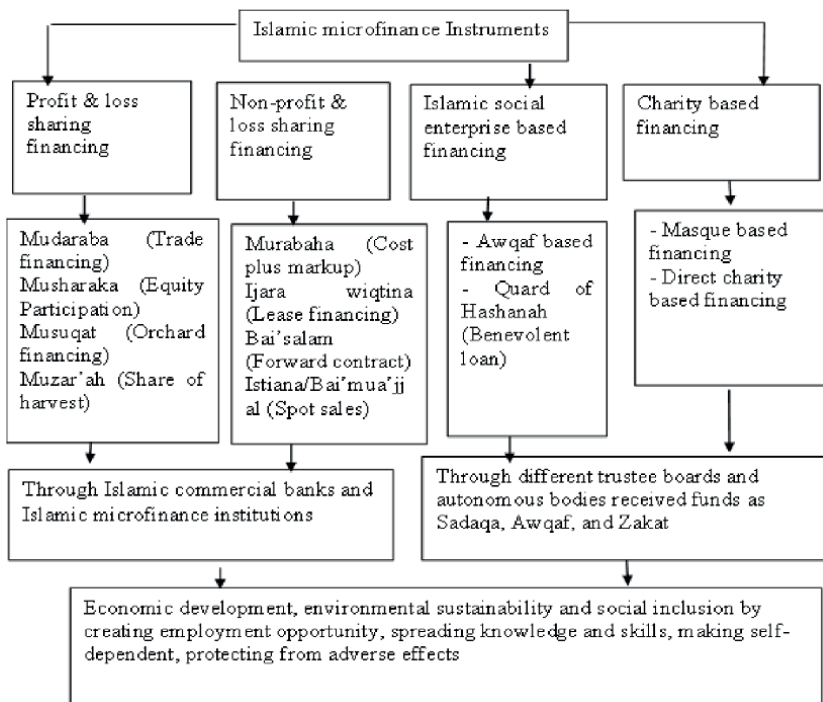 Islamic microfinance Instruments
Profit & loss
sharing
financing
Non-profit &
loss sharing
financing
Islamic social
enterprise based
financing
Charity based
financing
Mudaraba (Trade
financing)
Musharaka (Equity
Participation)
Musuqat (Orchard
financing)
Muzar'ah (Share of
harvest)
Murabaha (Cost
plus markup)
Ijara wiqtina
(Lease financing)
Bai'salam
(Forward contract)
Istiana/Bai'mua'jj
al (Spot sales)
- Awqaf based
financing
- Quard of
Hashanah
(Benevolent
loan)
- Masque based
financing
- Direct charity
based financing
Through Islamic commercial banks and
Islamic microfinance institutions
Through different trustee boards and
autonomous bodies received funds as
Sadaqa, Awqaf, and Zakat
Economic development, environmental sustainability and social inclusion by
creating employment opportunity, spreading knowledge and skills, making self-
dependent, protecting from adverse effects